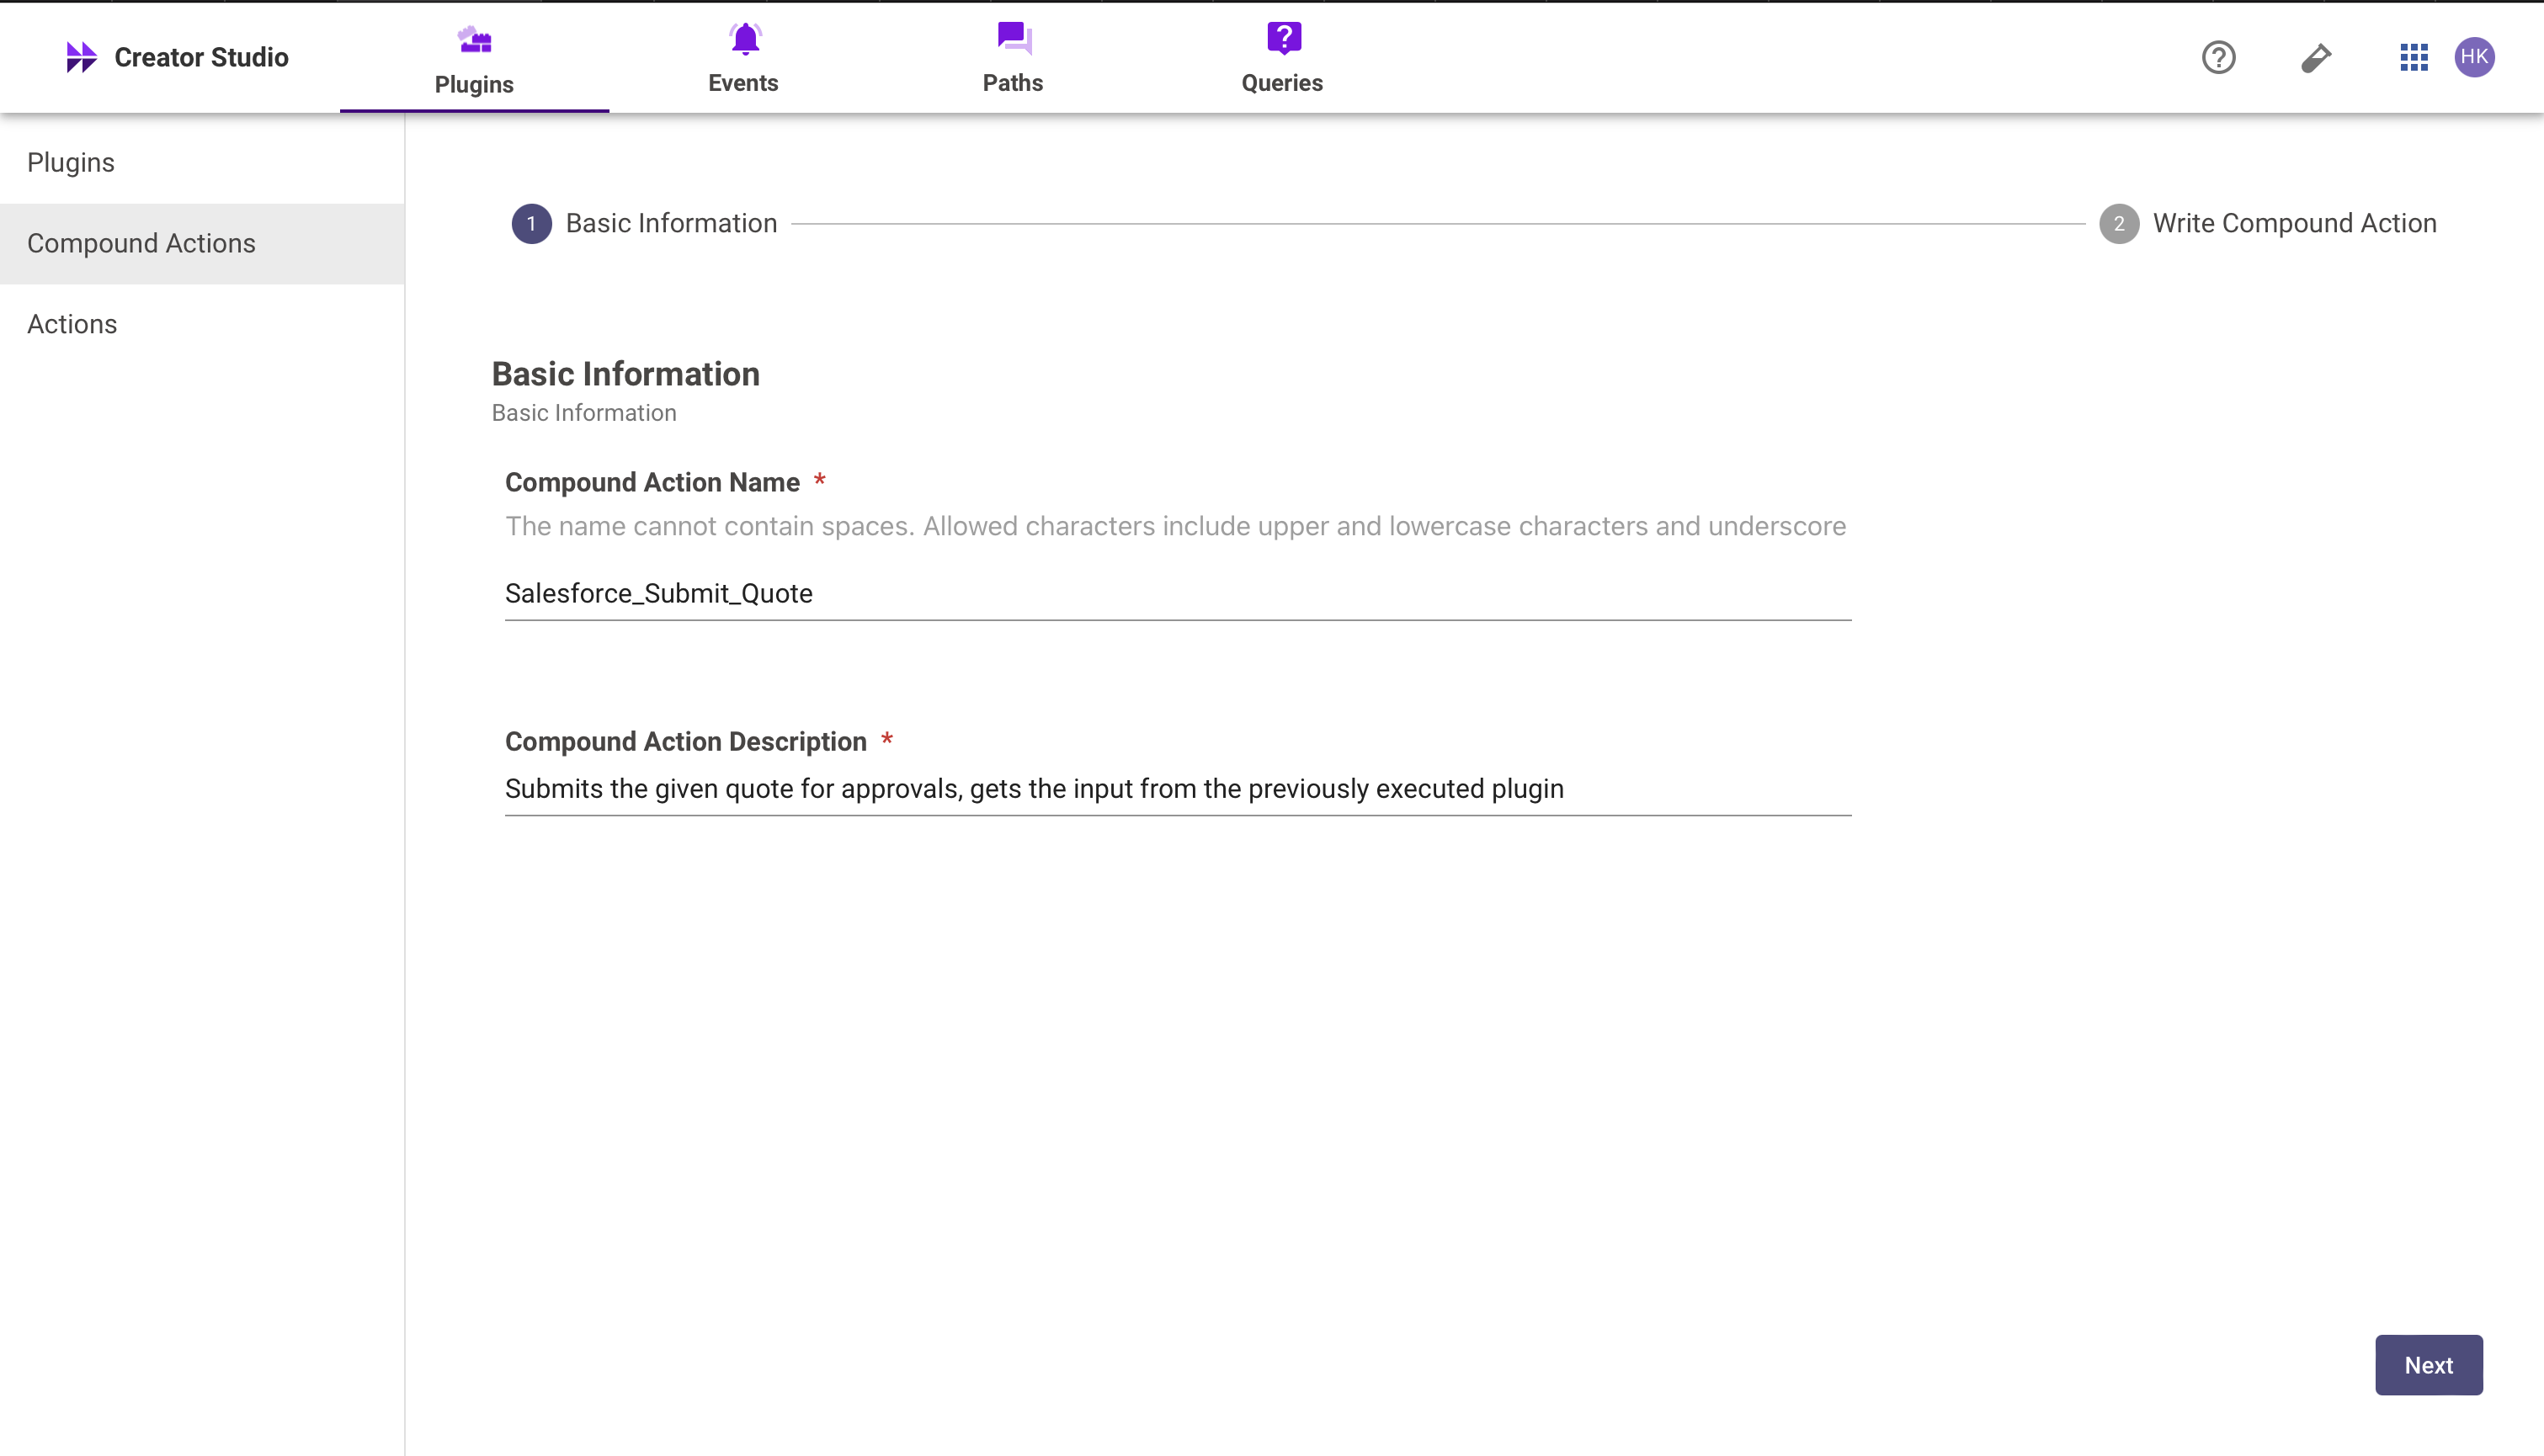 Creator Studio
Plugins
Events
Paths
Queries
HK
Plugins
Compound Actions
Actions
1 Basic Information
2 Write Compound Action
Basic Information
Basic Information
Compound Action Name *
The name cannot contain spaces. Allowed characters include upper and lowercase characters and underscore
Salesforce_Submit_Quote
Compound Action Description *
Submits the given quote for approvals, gets the input from the previously executed plugin
Next